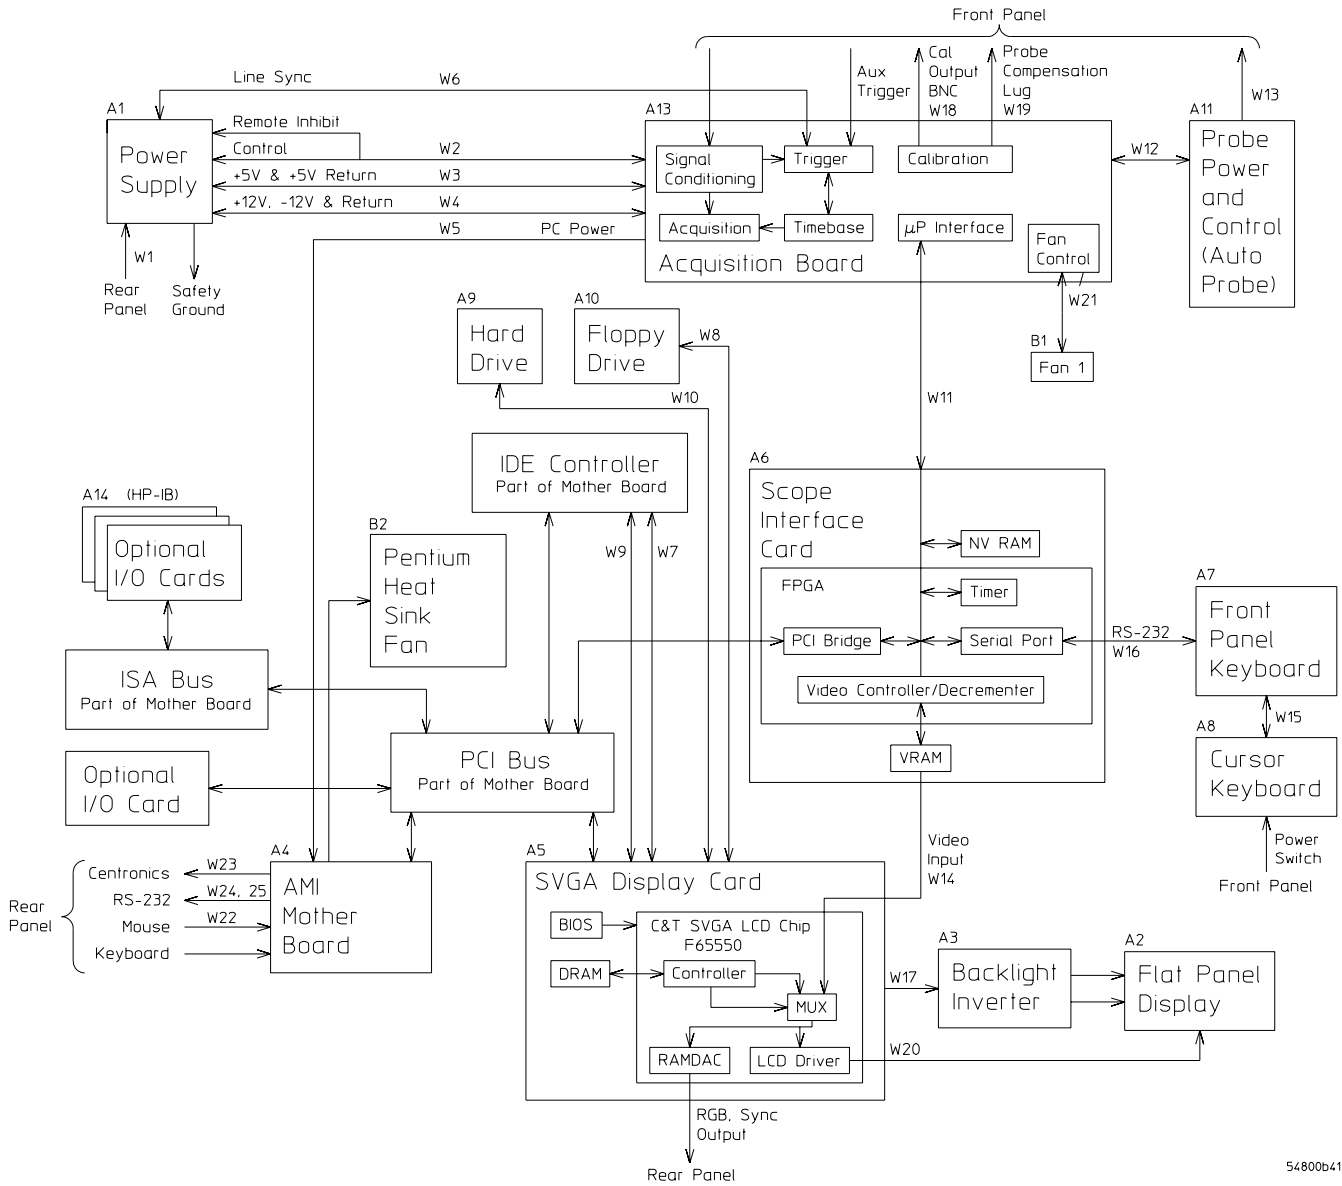 Front Panel
Line Sync
W6
Aux
Trigger
Cal
Output
BNC
W18
Probe
Compensation
Lug
W19
W13
A1
Power
Supply
Remote Inhibit
Control
W2
+5V & +5V Return
W3
+12V, -12V & Return
W4
W5
PC Power
W1
Rear
Panel
Safety
Ground
A13
Signal
Conditioning
Trigger
Calibration
Acquisition
Timebase
µP Interface
Fan
Control
Acquisition Board
W12
A11
Probe
Power
and
Control
(Auto
Probe)
W21
B1
Fan 1
A9
Hard
Drive
A10
Floppy
Drive
W8
W10
W11
IDE Controller
Part of Mother Board
W9
W7
A14 (HP-IB)
Optional
I/O Cards
B2
Pentium
Heat
Sink
Fan
A6
Scope
Interface
Card
NV RAM
FPGA
Timer
PCI Bridge
Serial Port
Video Controller/Decrementer
VRAM
RS-232
W16
A7
Front
Panel
Keyboard
W15
A8
Cursor
Keyboard
Power
Switch
Front Panel
ISA Bus
Part of Mother Board
PCI Bus
Part of Mother Board
Optional
I/O Card
Video
Input
W14
Rear
Panel
Centronics
W23
RS-232
W24, 25
Mouse
W22
Keyboard
A4
AMI
Mother
Board
A5
SVGA Display Card
BIOS
C&T SVGA LCD Chip
F65550
DRAM
Controller
MUX
RAMDAC
LCD Driver
W17
A3
Backlight
Inverter
A2
Flat Panel
Display
W20
RGB, Sync
Output
Rear Panel
54800b41